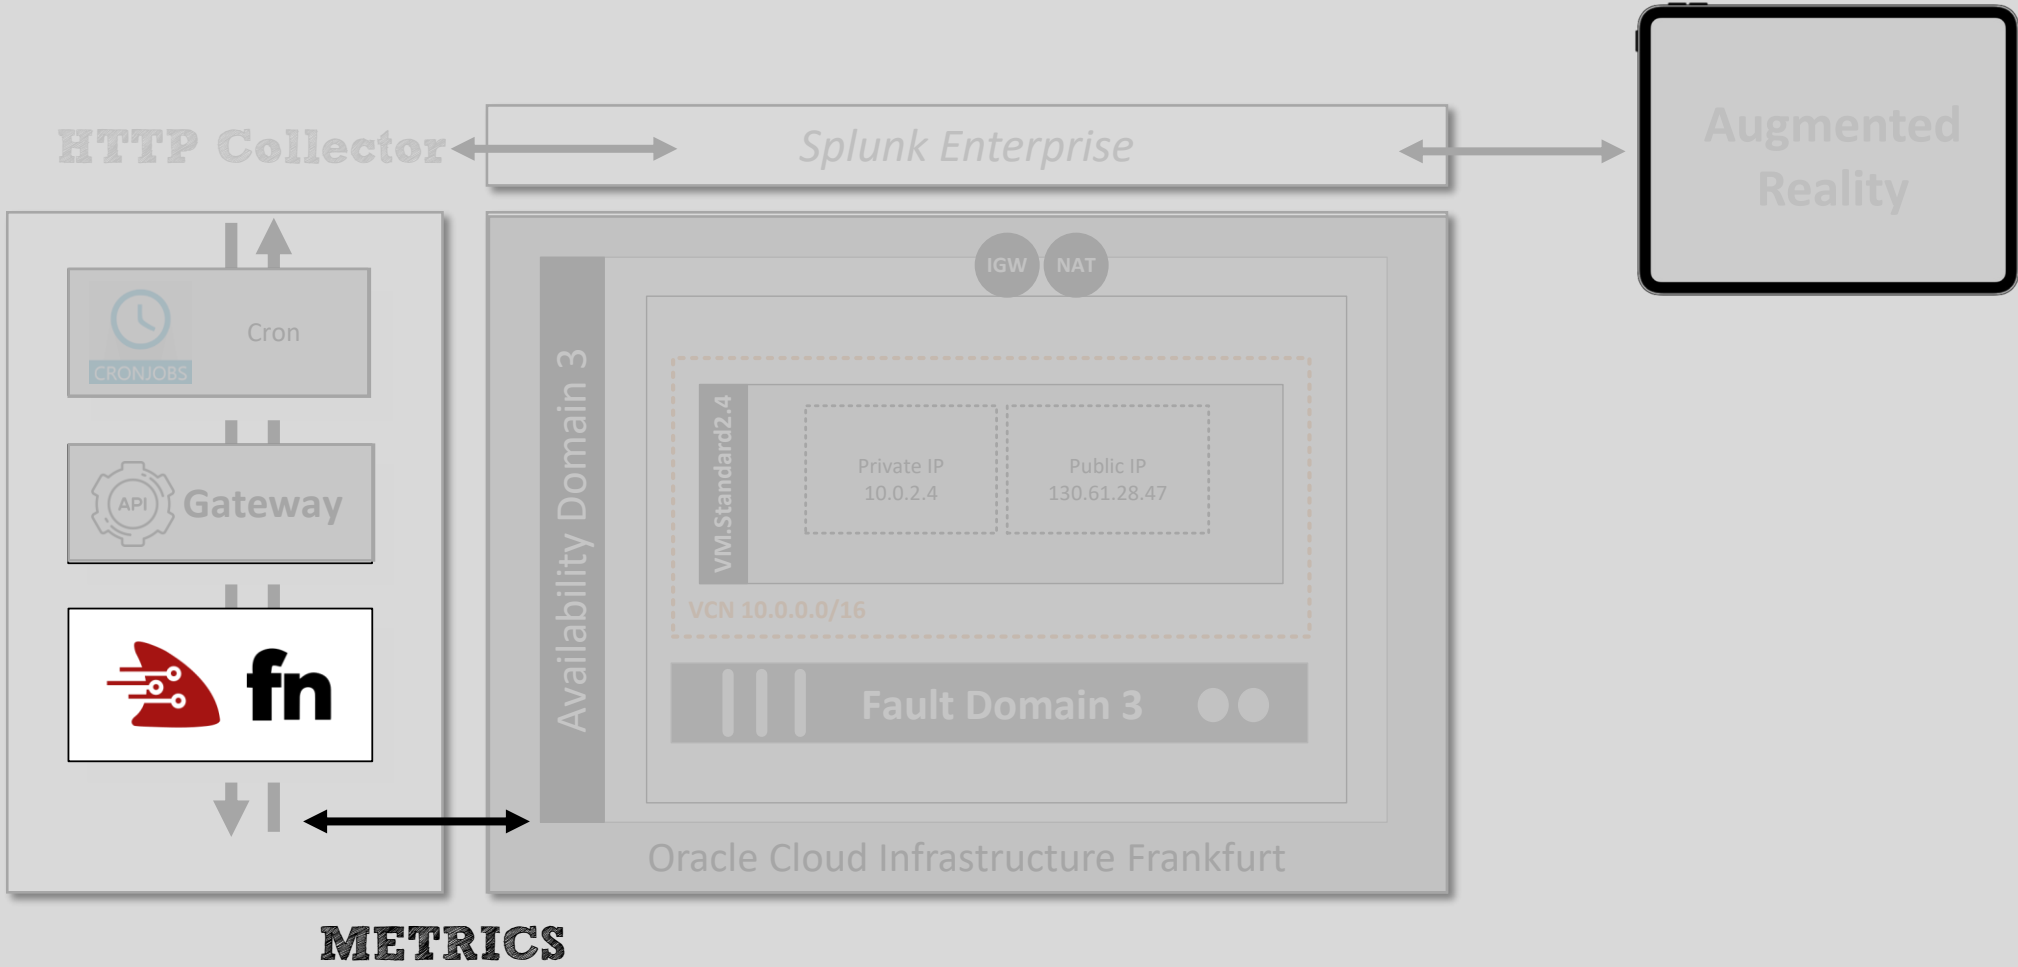 HTTP Collector
Splunk Enterprise
Augmented
Reality
IGW
NAT
Cron
CRONJOBS
API
Gateway
fn
Availability Domain 3
VM.Standard2.4
Private IP
10.0.2.4
Public IP
130.61.28.47
VCN 10.0.0.0/16
Fault Domain 3
Oracle Cloud Infrastructure Frankfurt
METRICS